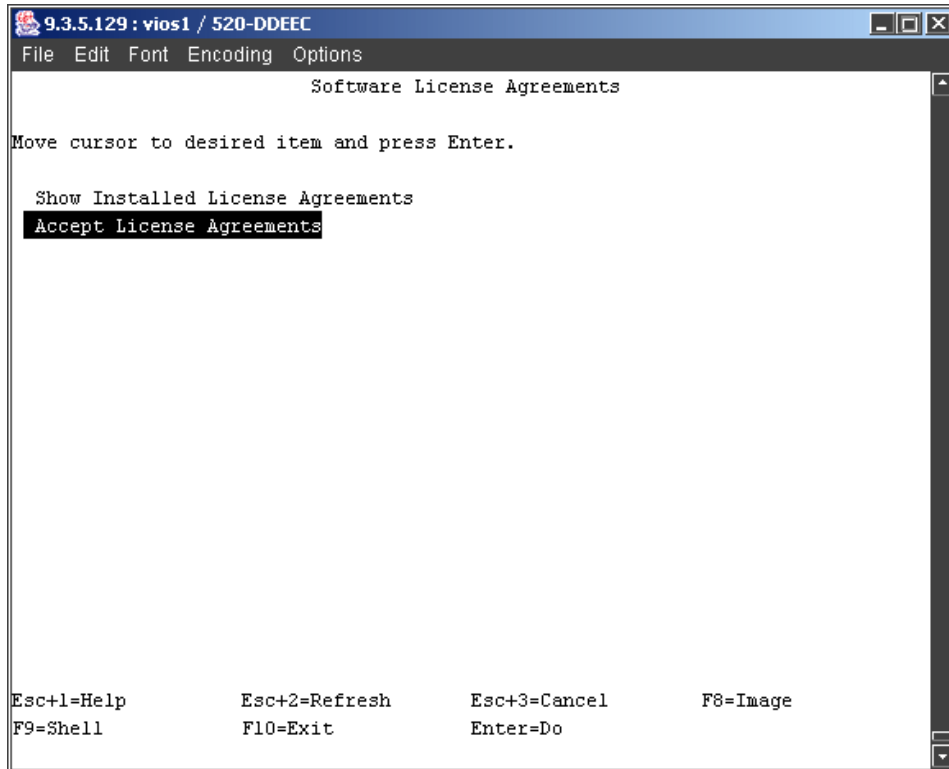 9.3.5.129 : vios1 / 520-DDEEC
File Edit Font Encoding Options
Software License Agreements
Move cursor to desired item and press Enter.
Show Installed License Agreements
Accept License Agreements
Esc+1=Help Esc+2=Refresh Esc+3=Cancel F8=Image
F9=Shell F10=Exit Enter=Do